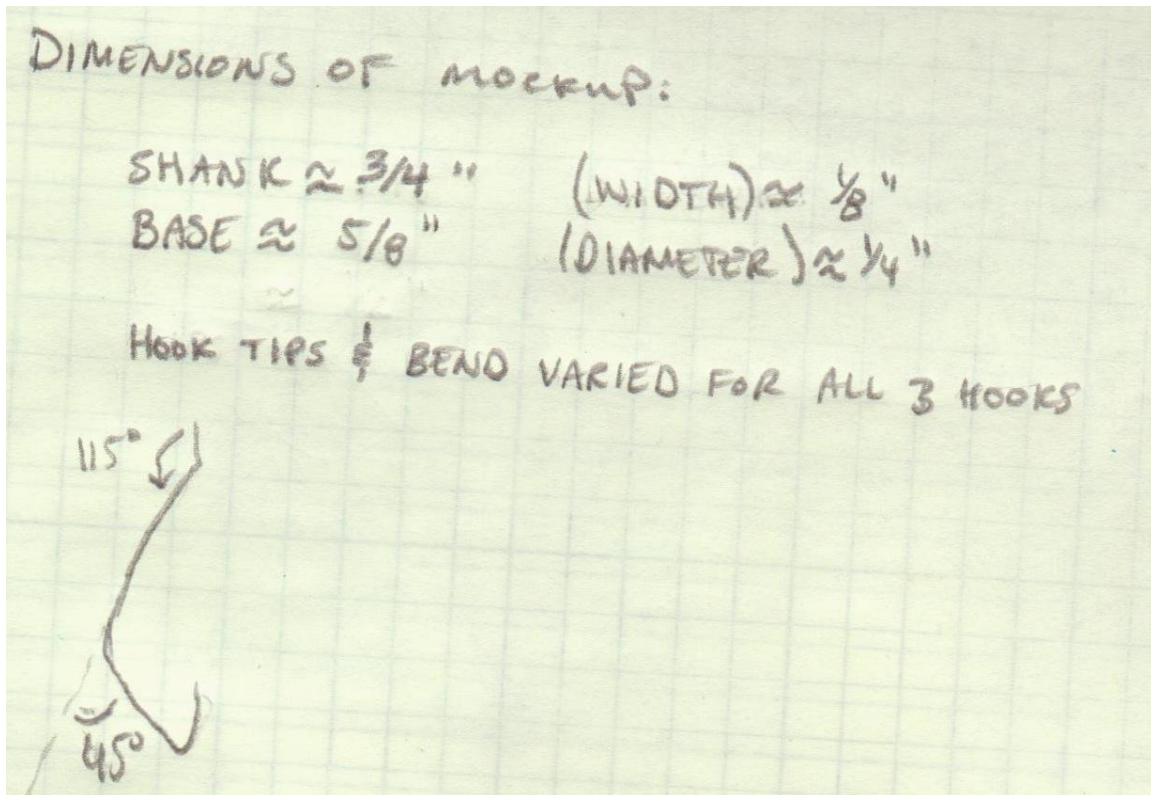 DIMENSIONS OF MOCKUP:
SHANK ≈ 3/4" (WIDTH) ≈ 1/8"
BASE ≈ 5/8" (DIAMETER) ≈ 1/4"
HOOK TIPS & BEND VARIED FOR ALL 3 HOOKS
115°
45°